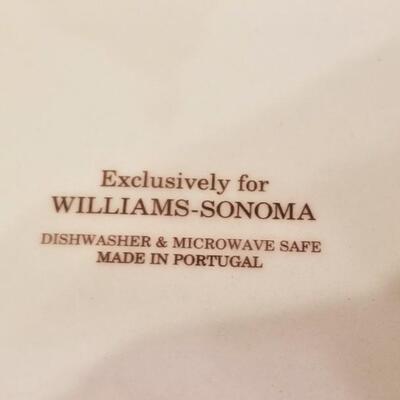 Exclusively for
WILLIAMS-SONOMA
DISHWASHER & MICROWAVE SAFE
MADE IN PORTUGAL